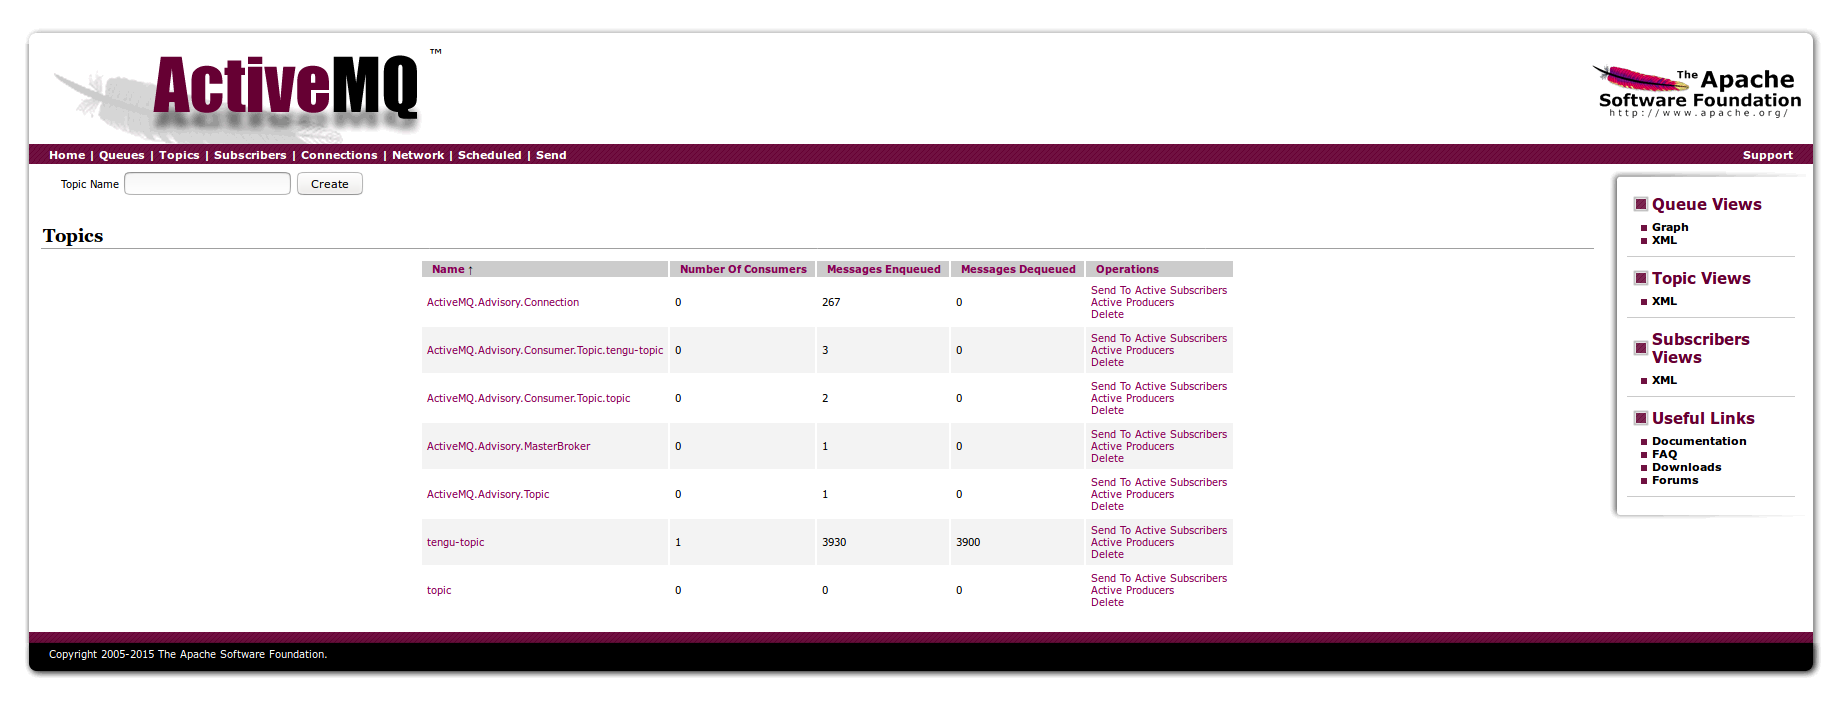 ActiveMQ ™
The Apache
Software Foundation
http://www.apache.org/
Home | Queues | Topics | Subscribers | Connections | Network | Scheduled | Send
Support
Topic Name Create
Topics
Name ↑ Number Of Consumers Messages Enqueued Messages Dequeued Operations
ActiveMQ.Advisory.Connection 0 267 0 Send To Active Subscribers
Active Producers
Delete
ActiveMQ.Advisory.Consumer.Topic.tengu-topic 0 3 0 Send To Active Subscribers
Active Producers
Delete
ActiveMQ.Advisory.Consumer.Topic.topic 0 2 0 Send To Active Subscribers
Active Producers
Delete
ActiveMQ.Advisory.MasterBroker 0 1 0 Send To Active Subscribers
Active Producers
Delete
ActiveMQ.Advisory.Topic 0 1 0 Send To Active Subscribers
Active Producers
Delete
tengu-topic 1 3930 3900 Send To Active Subscribers
Active Producers
Delete
topic 0 0 0 Send To Active Subscribers
Active Producers
Delete
Queue Views
Graph
XML
Topic Views
XML
Subscribers
Views
XML
Useful Links
Documentation
FAQ
Downloads
Forums
Copyright 2005-2015 The Apache Software Foundation.